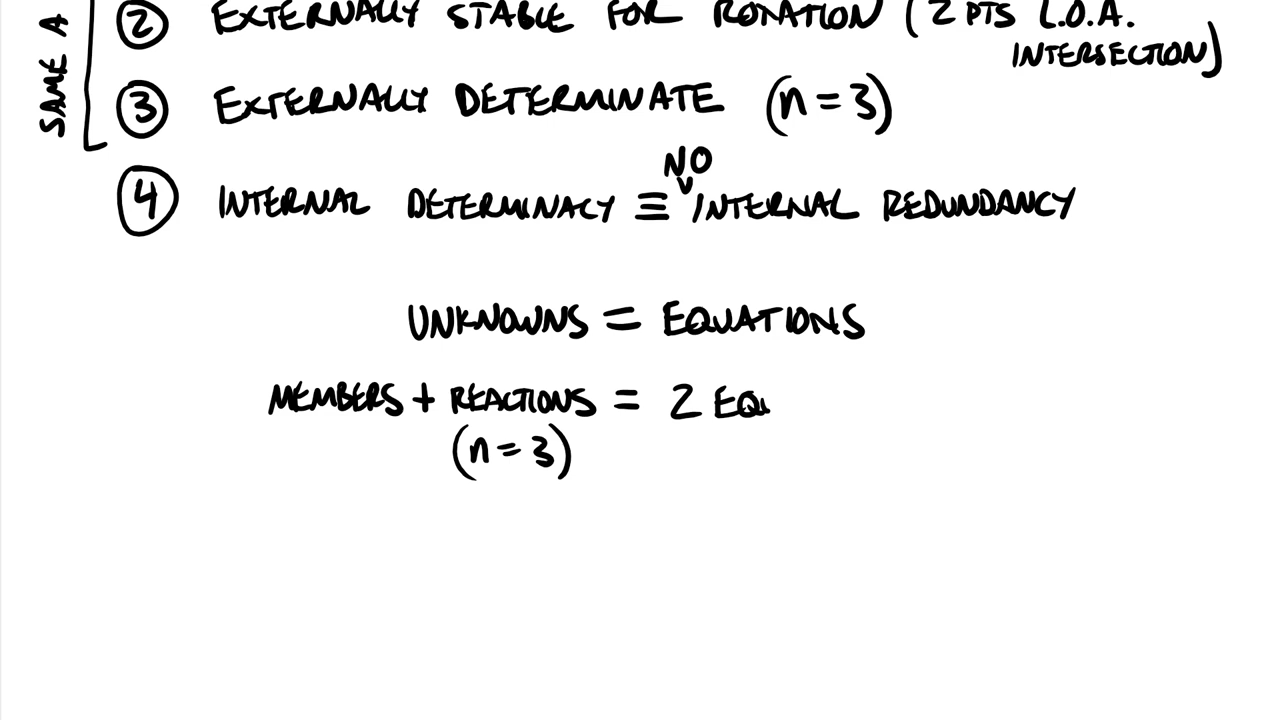 ② EXTERNALLY STABLE FOR ROTATION (2 PTS L.O.A. INTERSECTION)
SAME A
③ EXTERNALLY DETERMINATE (n = 3)
④ INTERNAL DETERMINACY ≡ NO INTERNAL REDUNDANCY
UNKNOWNS = EQUATIONS
MEMBERS + REACTIONS = 2 EQU
(n = 3)